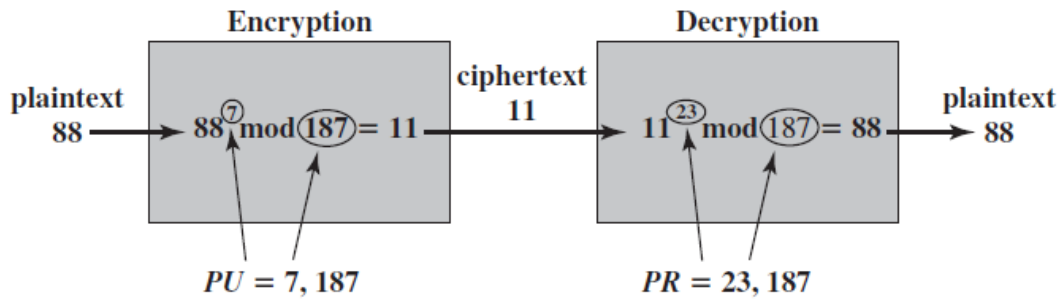 Encryption
Decryption
plaintext
88
88^7 mod 187 = 11
ciphertext
11
11^23 mod 187 = 88
plaintext
88
PU = 7, 187
PR = 23, 187